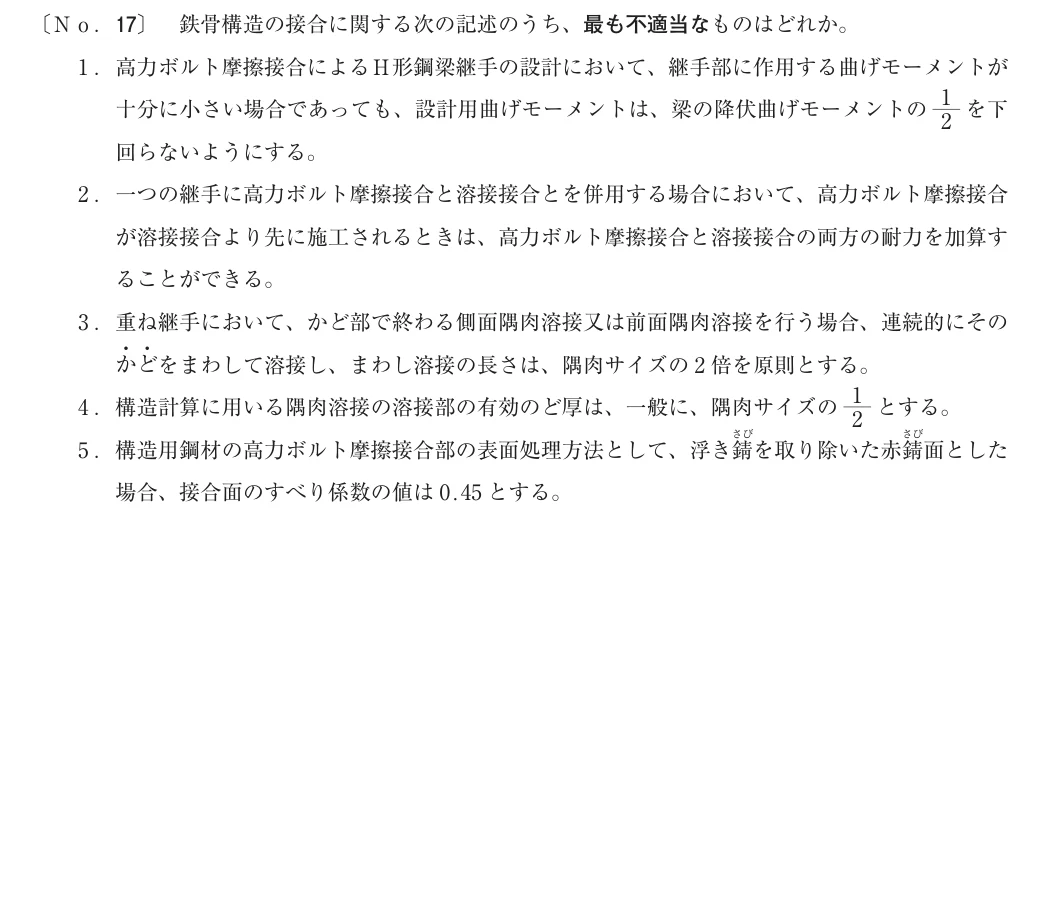 〔No. 17〕 鉄骨構造の接合に関する次の記述のうち、最も不適当なものはどれか。
1. 高力ボルト摩擦接合によるH形鋼梁継手の設計において、継手部に作用する曲げモーメントが
十分に小さい場合であっても、設計用曲げモーメントは、梁の降伏曲げモーメントの 1/2 を下
回らないようにする。
2. 一つの継手に高力ボルト摩擦接合と溶接接合とを併用する場合において、高力ボルト摩擦接合
が溶接接合より先に施工されるときは、高力ボルト摩擦接合と溶接接合の両方の耐力を加算す
ることができる。
3. 重ね継手において、かど部で終わる側面隅肉溶接又は前面隅肉溶接を行う場合、連続的にその
かどをまわして溶接し、まわし溶接の長さは、隅肉サイズの2倍を原則とする。
4. 構造計算に用いる隅肉溶接の溶接部の有効のど厚は、一般に、隅肉サイズの 1/2 とする。
さび さび
5. 構造用鋼材の高力ボルト摩擦接合部の表面処理方法として、浮き錆を取り除いた赤錆面とした
場合、接合面のすべり係数の値は 0.45 とする。